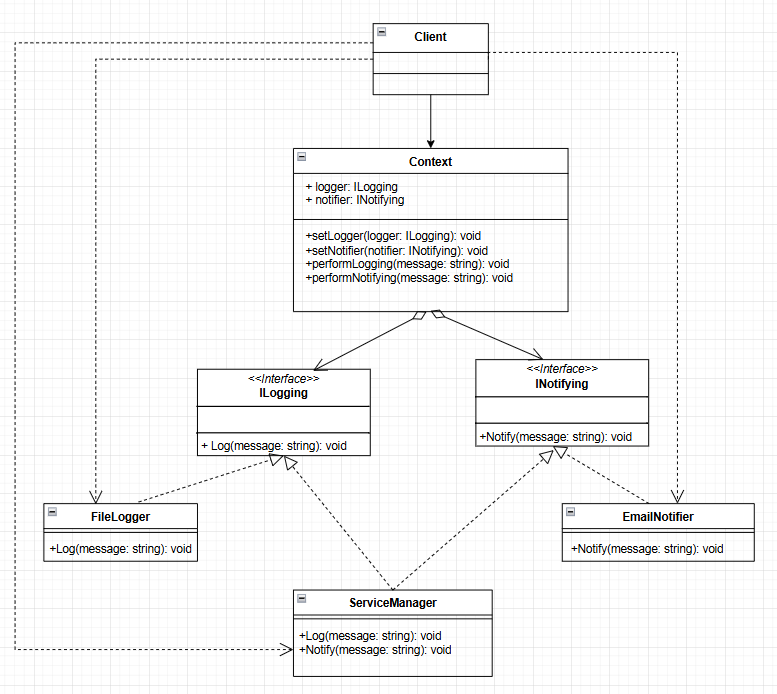 Client
Context
+ logger: ILogging
+ notifier: INotifying
+setLogger(logger: ILogging): void
+setNotifier(notifier: INotifying): void
+performLogging(message: string): void
+performNotifying(message: string): void
<<Interface>>
ILogging
+ Log(message: string): void
<<Interface>>
INotifying
+Notify(message: string): void
FileLogger
+Log(message: string): void
EmailNotifier
+Notify(message: string): void
ServiceManager
+Log(message: string): void
+Notify(message: string): void